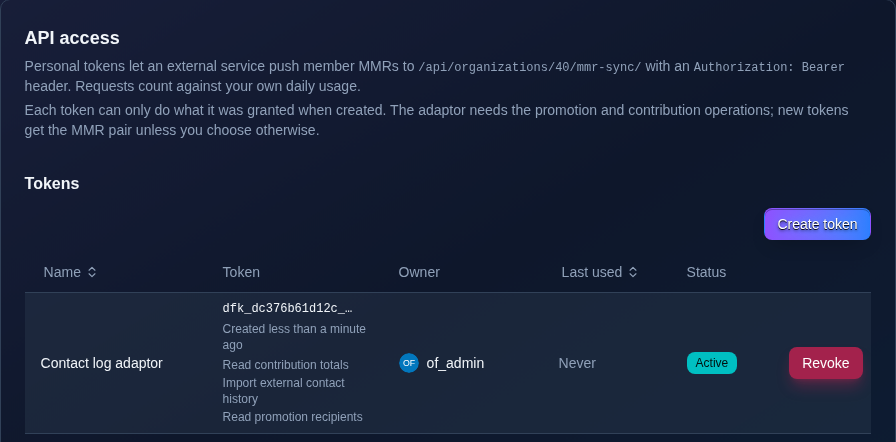 API access
Personal tokens let an external service push member MMRs to /api/organizations/40/mmr-sync/ with an Authorization: Bearer
header. Requests count against your own daily usage.
Each token can only do what it was granted when created. The adaptor needs the promotion and contribution operations; new tokens
get the MMR pair unless you choose otherwise.
Tokens
Create token
Name Token Owner Last used Status
dfk_dc376b61d12c_…
Created less than a minute
ago
Read contribution totals
Import external contact
history
Read promotion recipients
Contact log adaptor
OF of_admin
Never
Active
Revoke